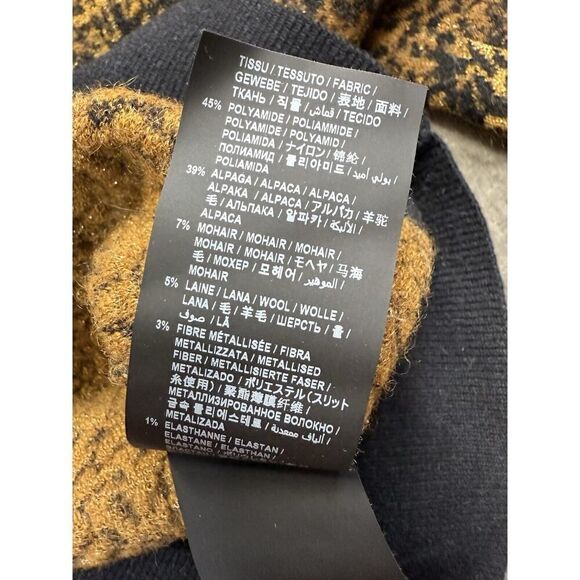 TISSU / TESSUTO / FABRIC /
GEWEBE / TEJIDO / 表地 / 面料 /
ТКАНЬ / 직물 / قماش / TECIDO
45% POLYAMIDE / POLIAMMIDE /
POLYAMIDE / POLYAMID /
POLIAMIDA / ナイロン / 锦纶 /
ПОЛИАМИД / 폴리아미드 / بولي أميد /
POLIAMIDA
39% ALPAGA / ALPACA / ALPACA /
ALPAKA / ALPACA / アルパカ / 羊驼
毛 / АЛЬПАКА / 알파카 / الألبكة /
ALPACA
7% MOHAIR / MOHAIR / MOHAIR /
MOHAIR / MOHAIR / モヘヤ / 马海
毛 / МОХЕР / 모헤어 / الموهير /
MOHAIR
5% LAINE / LANA / WOOL / WOLLE /
LANA / 毛 / 羊毛 / ШЕРСТЬ / 울 /
صوف / LÃ
3% FIBRE MÉTALLISÉE / FIBRA
METALLIZZATA / METALLISED
FIBER / METALLISIERTE FASER /
METALIZADO / ポリエステル(スリット
糸使用) / 聚酯薄膜纤维 /
МЕТАЛЛИЗИРОВАННОЕ ВОЛОКНО /
금속 폴리에스테르 / ألياف معدنية /
METALIZADA
1% ELASTHANNE / ELASTAN /
ELASTANE / ELASTHAN /
ELASTANO /